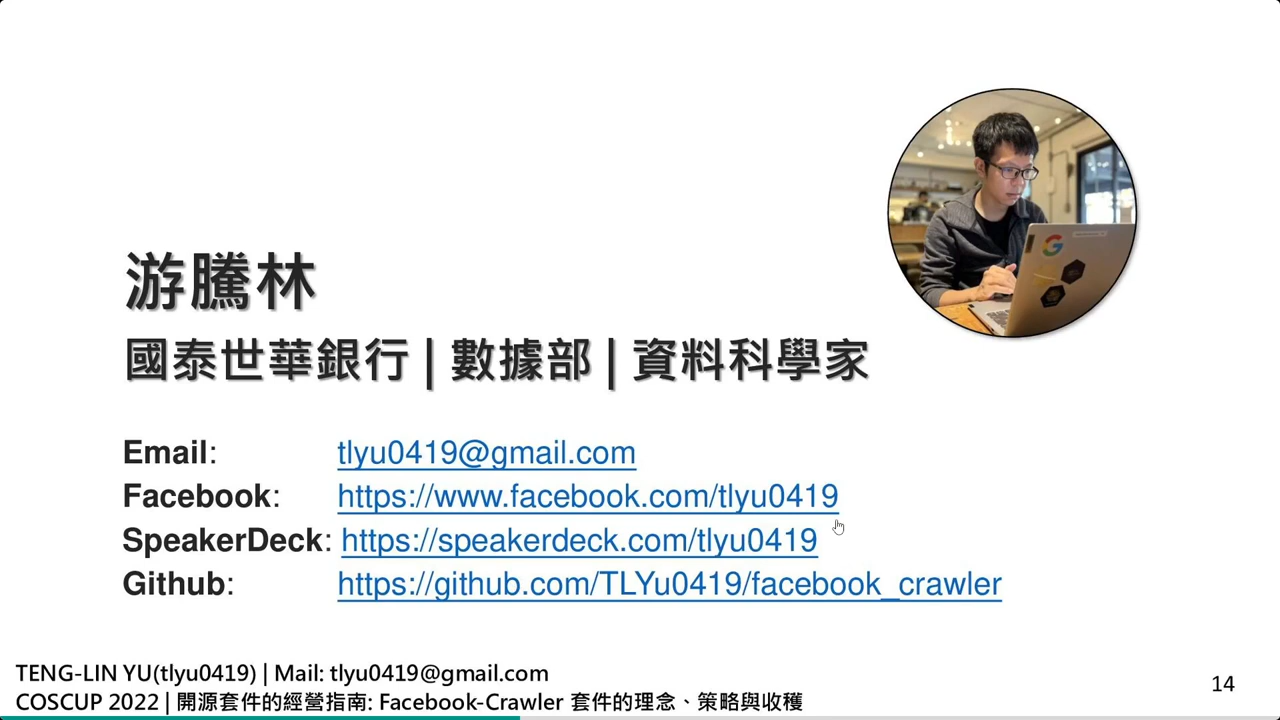 游騰林
國泰世華銀行 | 數據部 | 資料科學家
Email: tlyu0419@gmail.com
Facebook: https://www.facebook.com/tlyu0419
SpeakerDeck: https://speakerdeck.com/tlyu0419
Github: https://github.com/TLYu0419/facebook_crawler
TENG-LIN YU(tlyu0419) | Mail: tlyu0419@gmail.com
COSCUP 2022 | 開源套件的經營指南: Facebook-Crawler 套件的理念、策略與收穫
14